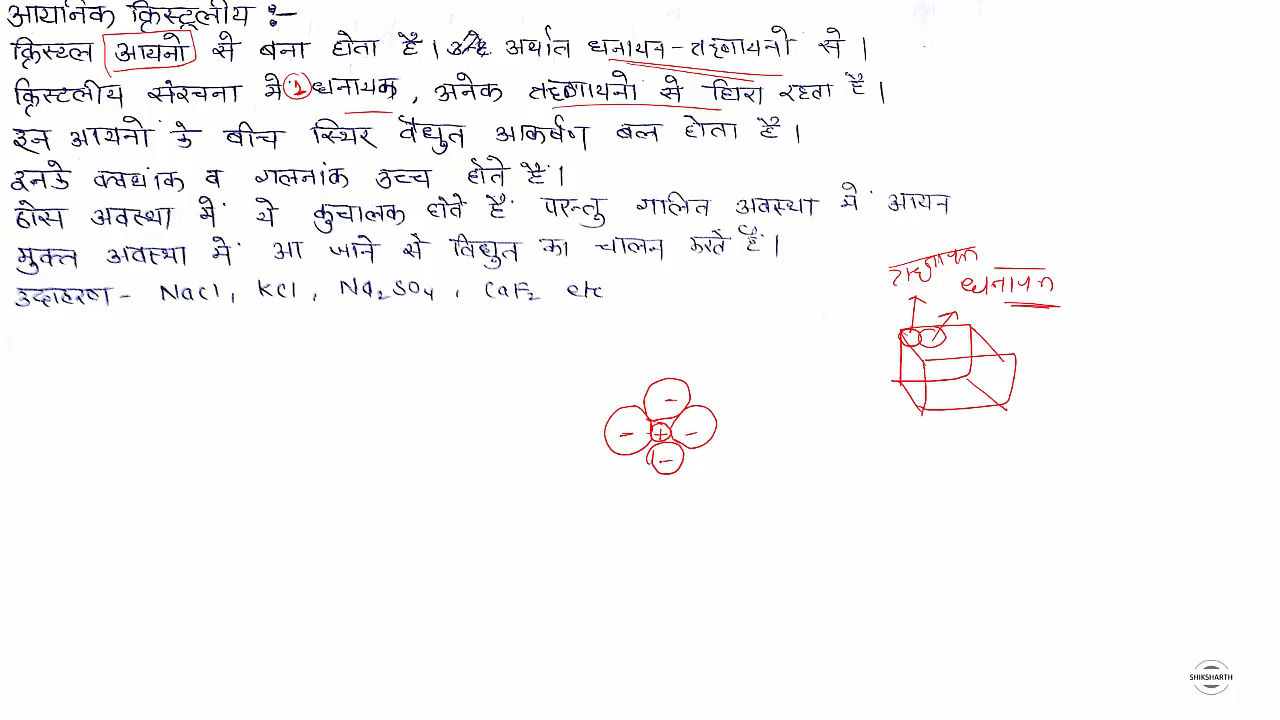 आयनिक क्रिस्टलीय :-
क्रिस्टल आयनो से बना होता है। अर्थात धनायन-ऋणायनो से।
क्रिस्टलीय संरचना मे 1 धनायक, अनेक ऋणायनो से घिरा रहता है।
इन आयनो के बीच स्थिर वैद्युत आकर्षण बल होता है।
इनके क्वथांक व गलनांक उच्च होते है।
ठोस अवस्था में ये कुचालक होते है परन्तु गालित अवस्था मे आयन
मुक्त अवस्था मे आ जाने से विद्युत का चालन करते है।
उदाहरण - NaCl, KCl, Na₂SO₄, CaF₂ etc
ऋणायन
धनायन
-
- + -
-
SHIKSHARTH